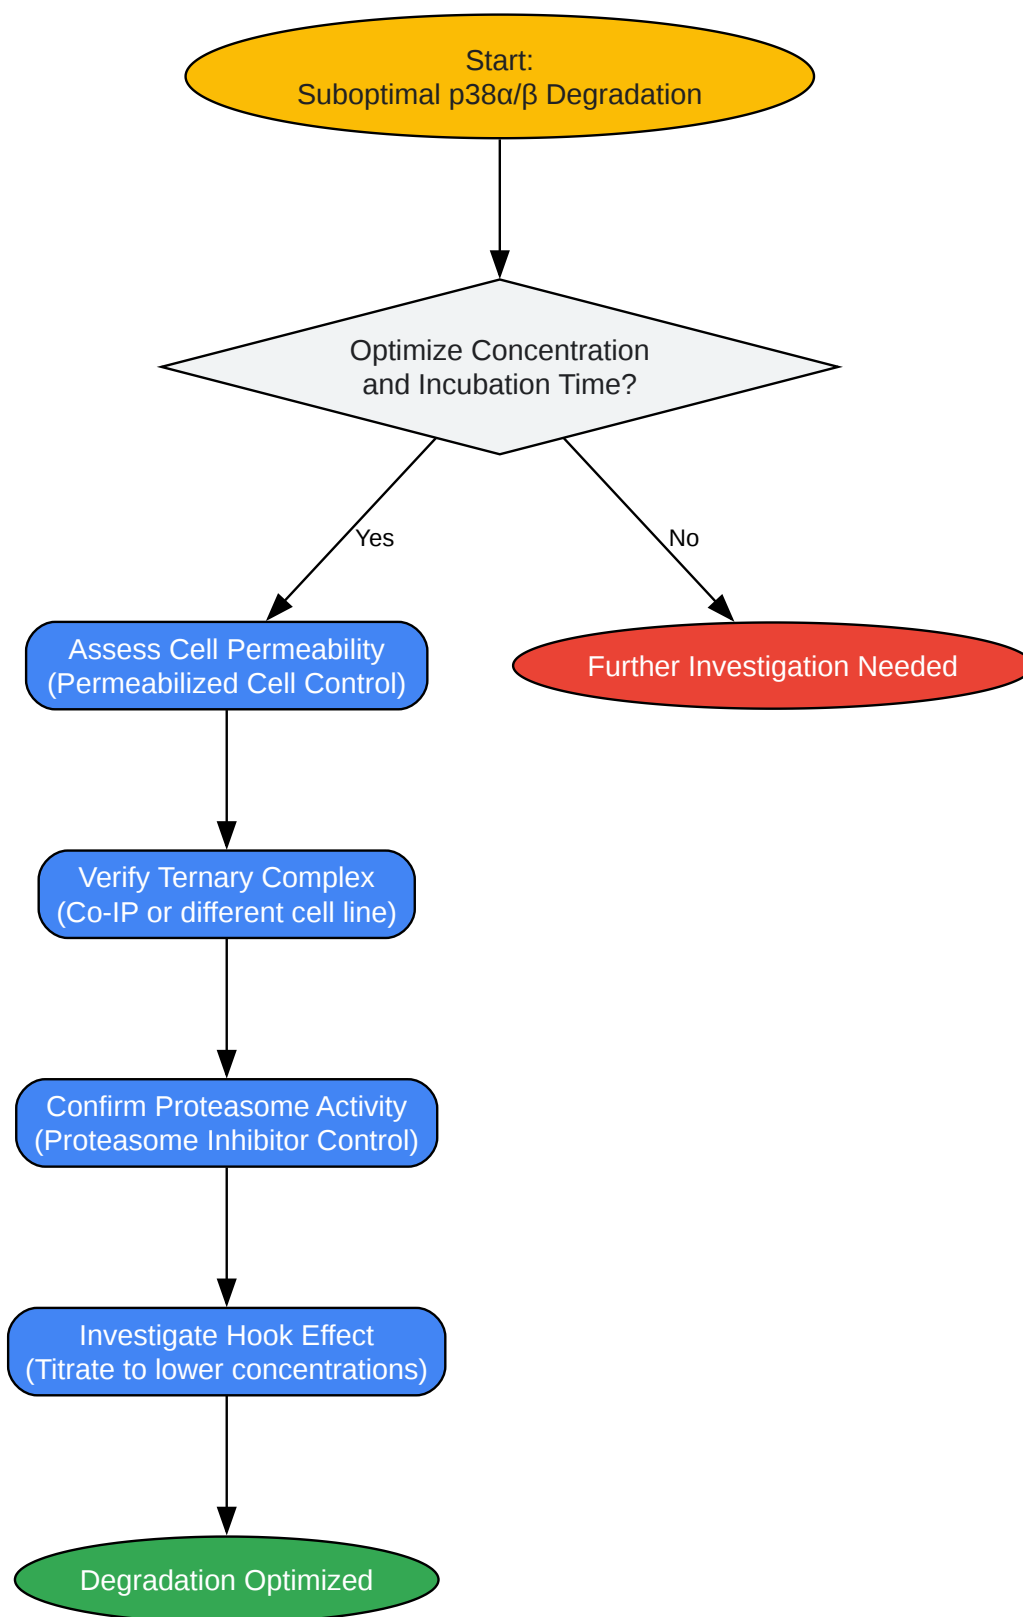 Start:
Suboptimal p38α/β Degradation
Optimize Concentration
and Incubation Time?
Yes
No
Assess Cell Permeability
(Permeabilized Cell Control)
Further Investigation Needed
Verify Ternary Complex
(Co-IP or different cell line)
Confirm Proteasome Activity
(Proteasome Inhibitor Control)
Investigate Hook Effect
(Titrate to lower concentrations)
Degradation Optimized